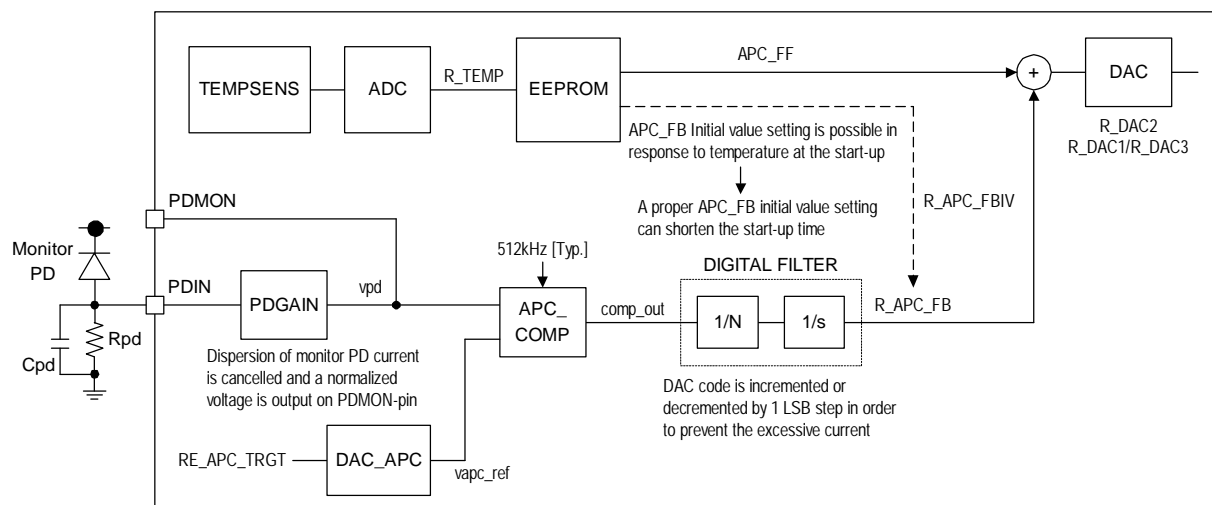 TEMPSENS
ADC
R_TEMP
EEPROM
APC_FF
+
DAC
R_DAC2
R_DAC1/R_DAC3
APC_FB Initial value setting is possible in
response to temperature at the start-up
A proper APC_FB initial value setting
can shorten the start-up time
R_APC_FBIV
PDMON
Monitor
PD
PDIN
PDGAIN
vpd
512kHz [Typ.]
APC_
COMP
comp_out
DIGITAL FILTER
1/N
1/s
R_APC_FB
Rpd
Cpd
Dispersion of monitor PD current
is cancelled and a normalized
voltage is output on PDMON-pin
DAC code is incremented or
decremented by 1 LSB step in order
to prevent the excessive current
RE_APC_TRGT
DAC_APC
vapc_ref